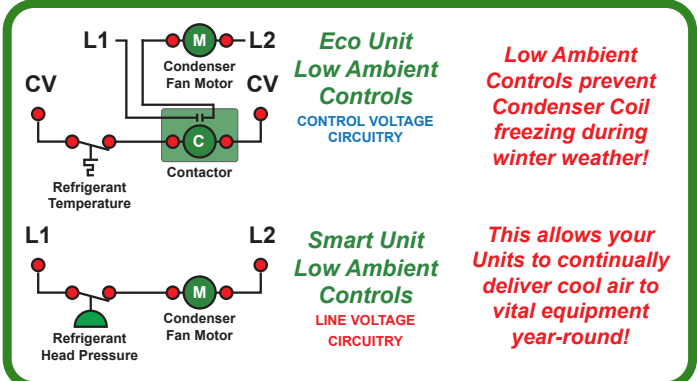 L1
M
L2
Condenser
Fan Motor
CV
CV
C
Contactor
Refrigerant
Temperature
Eco Unit
Low Ambient
Controls
CONTROL VOLTAGE
CIRCUITRY
Low Ambient
Controls prevent
Condenser Coil
freezing during
winter weather!
L1
L2
M
Condenser
Fan Motor
Refrigerant
Head Pressure
Smart Unit
Low Ambient
Controls
LINE VOLTAGE
CIRCUITRY
This allows your
Units to continually
deliver cool air to
vital equipment
year-round!